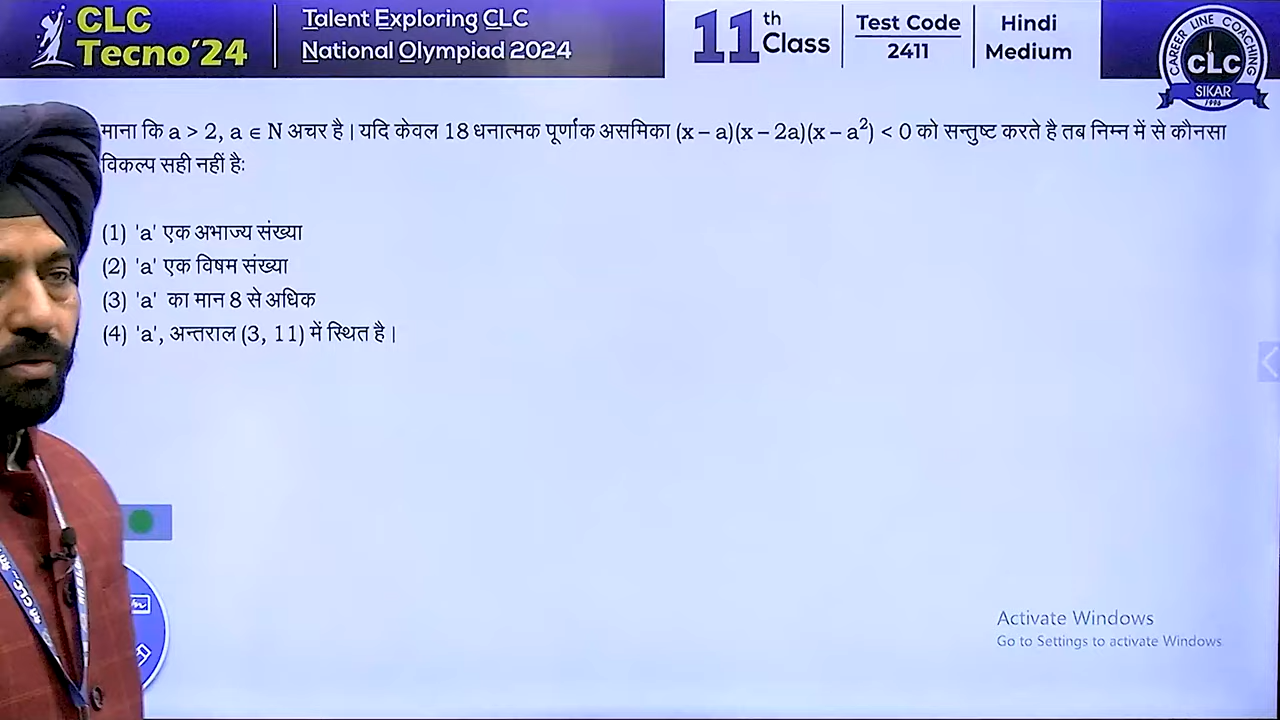 CLC
Tecno'24
Talent Exploring CLC
National Olympiad 2024
11th Class
Test Code
2411
Hindi
Medium
CAREER LINE COACHING
CLC
SIKAR
1996
माना कि a > 2, a ∈ N अचर है। यदि केवल 18 धनात्मक पूर्णांक असमिका (x – a)(x – 2a)(x – a²) < 0 को सन्तुष्ट करते है तब निम्न में से कौनसा
विकल्प सही नहीं है:
(1) 'a' एक अभाज्य संख्या
(2) 'a' एक विषम संख्या
(3) 'a' का मान 8 से अधिक
(4) 'a', अन्तराल (3, 11) में स्थित है।
Activate Windows
Go to Settings to activate Windows.